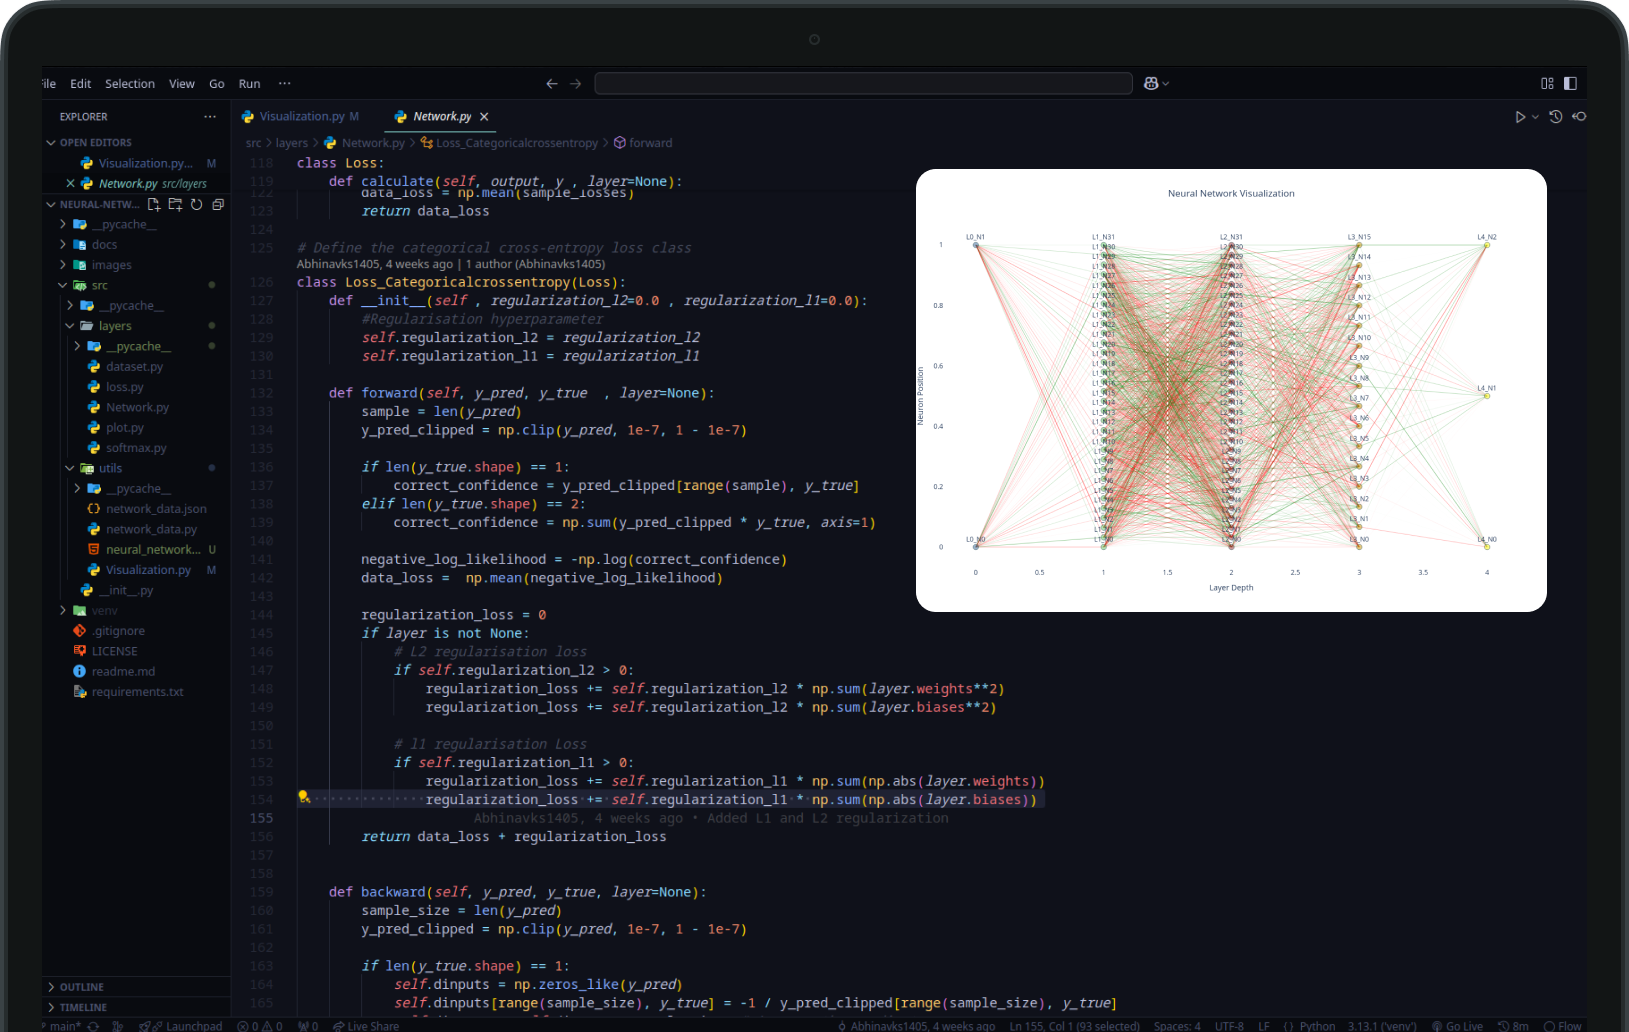 ile Edit Selection View Go Run ···
EXPLORER ···
OPEN EDITORS
Visualization.py... M
Network.py src/layers
NEURAL-NETW...
__pycache__
docs
images
src
__pycache__
layers
__pycache__
dataset.py
loss.py
Network.py
plot.py
softmax.py
utils
__pycache__
network_data.json
network_data.py
neural_network... U
Visualization.py M
__init__.py
venv
.gitignore
LICENSE
readme.md
requirements.txt
OUTLINE
TIMELINE
Visualization.py M Network.py
src > layers > Network.py > Loss_Categoricalcrossentropy > forward
118 class Loss:
119 def calculate(self, output, y , layer=None):
122 data_loss = np.mean(sample_losses)
123 return data_loss
124
125 # Define the categorical cross-entropy loss class
Abhinavks1405, 4 weeks ago | 1 author (Abhinavks1405)
126 class Loss_Categoricalcrossentropy(Loss):
127 def __init__(self , regularization_l2=0.0 , regularization_l1=0.0):
128 #Regularisation hyperparameter
129 self.regularization_l2 = regularization_l2
130 self.regularization_l1 = regularization_l1
131
132 def forward(self, y_pred, y_true , layer=None):
133 sample = len(y_pred)
134 y_pred_clipped = np.clip(y_pred, 1e-7, 1 - 1e-7)
135
136 if len(y_true.shape) == 1:
137 correct_confidence = y_pred_clipped[range(sample), y_true]
138 elif len(y_true.shape) == 2:
139 correct_confidence = np.sum(y_pred_clipped * y_true, axis=1)
140
141 negative_log_likelihood = -np.log(correct_confidence)
142 data_loss = np.mean(negative_log_likelihood)
143
144 regularization_loss = 0
145 if layer is not None:
146 # L2 regularisation loss
147 if self.regularization_l2 > 0:
148 regularization_loss += self.regularization_l2 * np.sum(layer.weights**2)
149 regularization_loss += self.regularization_l2 * np.sum(layer.biases**2)
150
151 # l1 regularisation Loss
152 if self.regularization_l1 > 0:
153 regularization_loss += self.regularization_l1 * np.sum(np.abs(layer.weights))
154 regularization_loss += self.regularization_l1 * np.sum(np.abs(layer.biases))
155 Abhinavks1405, 4 weeks ago • Added L1 and L2 regularization
156 return data_loss + regularization_loss
157
158
159 def backward(self, y_pred, y_true, layer=None):
160 sample_size = len(y_pred)
161 y_pred_clipped = np.clip(y_pred, 1e-7, 1 - 1e-7)
162
163 if len(y_true.shape) == 1:
164 self.dinputs = np.zeros_like(y_pred)
165 self.dinputs[range(sample_size), y_true] = -1 / y_pred_clipped[range(sample_size), y_true]
Neural Network Visualization
L0_N1 L1_N31 L2_N31 L3_N15 L4_N2
L3_N14
L3_N13
L3_N12
L3_N11
L3_N10
L3_N9
L3_N8
L4_N1
L3_N7
L3_N6
L3_N5
L3_N4
L3_N3
L3_N2
L3_N1
L0_N0 L1_N0 L2_N0 L3_N0 L4_N0
1
0.8
0.6
0.4
0.2
0
Neuron Position
0 0.5 1 1.5 2 2.5 3 3.5 4
Layer Depth
main* Launchpad 0 0 0 Live Share Abhinavks1405, 4 weeks ago Ln 155, Col 1 (93 selected) Spaces: 4 UTF-8 LF {} Python 3.13.1 ('venv') Go Live 8m Flow